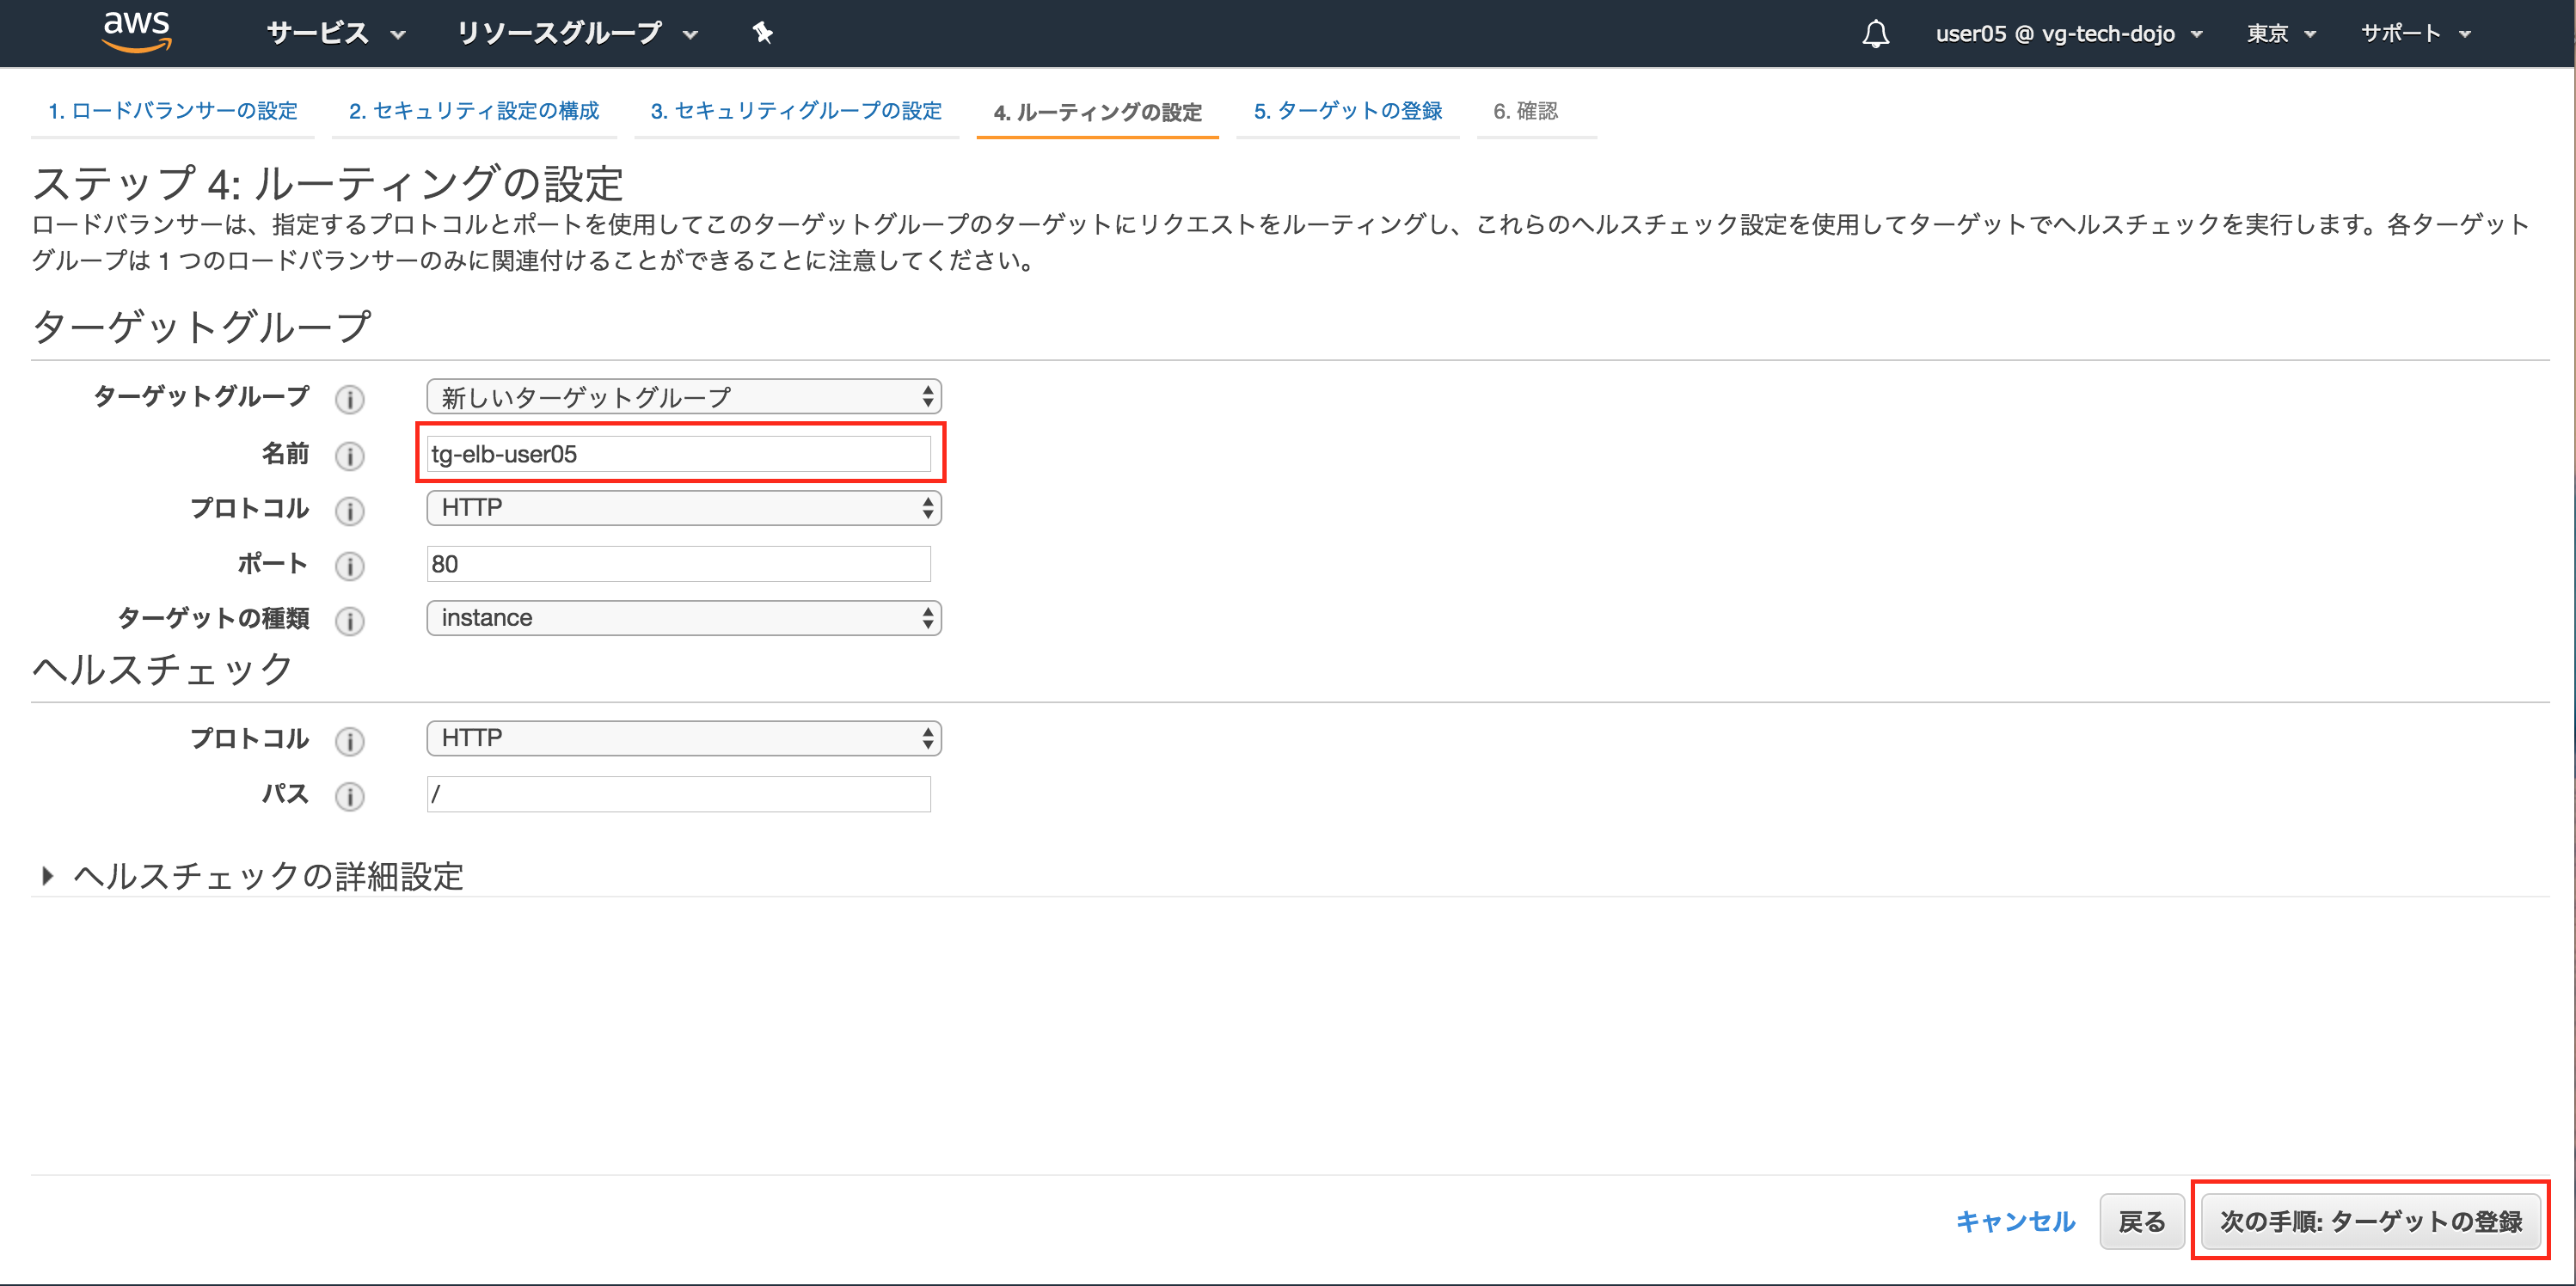 aws サービス リソースグループ user05 @ vg-tech-dojo 東京 サポート
1. ロードバランサーの設定 2. セキュリティ設定の構成 3. セキュリティグループの設定 4. ルーティングの設定 5. ターゲットの登録 6. 確認
ステップ 4: ルーティングの設定
ロードバランサーは、指定するプロトコルとポートを使用してこのターゲットグループのターゲットにリクエストをルーティングし、これらのヘルスチェック設定を使用してターゲットでヘルスチェックを実行します。各ターゲット
グループは 1 つのロードバランサーのみに関連付けることができることに注意してください。
ターゲットグループ
ターゲットグループ i 新しいターゲットグループ
名前 i tg-elb-user05
プロトコル i HTTP
ポート i 80
ターゲットの種類 i instance
ヘルスチェック
プロトコル i HTTP
パス i /
ヘルスチェックの詳細設定
キャンセル 戻る 次の手順: ターゲットの登録